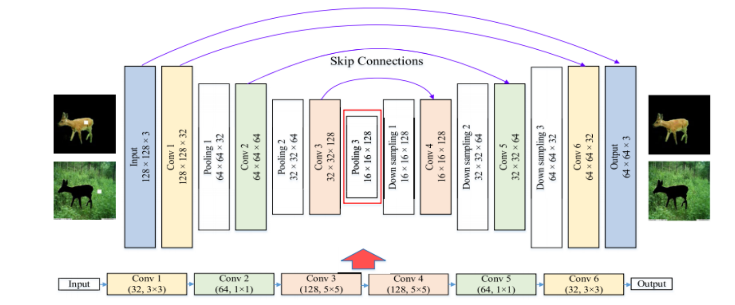 Skip Connections
Input
128 × 128 × 3
Conv 1
128 × 128 × 32
Pooling 1
64 × 64 × 32
Conv 2
64 × 64 × 64
Pooling 2
32 × 32 × 64
Conv 3
32 × 32× 128
Pooling 3
16 × 16 × 128
Down sampling 1
16 × 16 × 128
Conv 4
16 × 16 × 128
Down sampling 2
32 × 32 × 64
Conv 5
32 × 32 × 64
Down sampling 3
64 × 64 × 32
Conv 6
64 × 64 × 32
Output
64 × 64 × 3
Input
Conv 1
(32, 3×3)
Conv 2
(64, 1×1)
Conv 3
(128, 5×5)
Conv 4
(128, 5×5)
Conv 5
(64, 1×1)
Conv 6
(32, 3×3)
Output